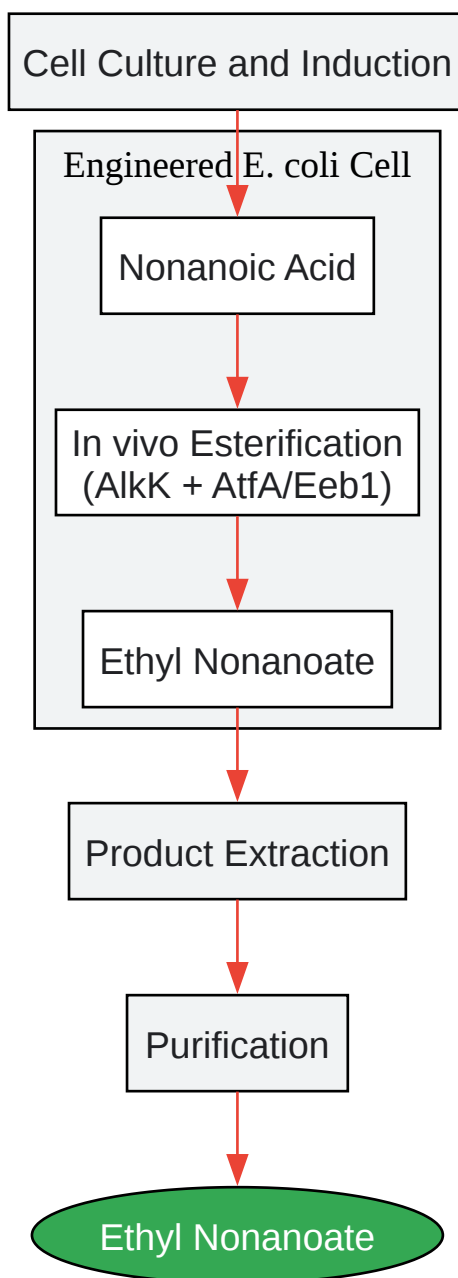 Cell Culture and Induction
Engineered E. coli Cell
Nonanoic Acid
In vivo Esterification
(AlkK + AtfA/Eeb1)
Ethyl Nonanoate
Product Extraction
Purification
Ethyl Nonanoate